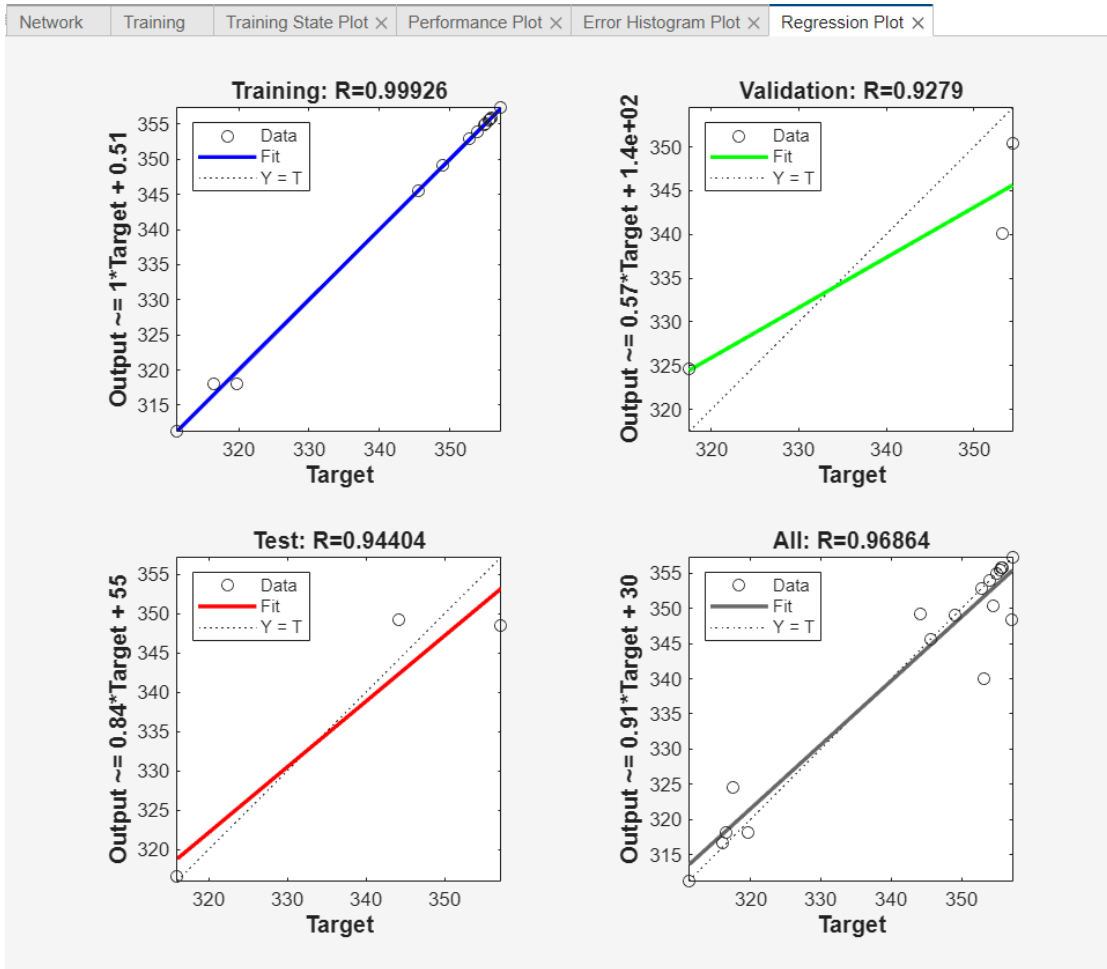 Network Training Training State Plot × Performance Plot × Error Histogram Plot × Regression Plot ×
Training: R=0.99926
Output ~= 1*Target + 0.51
355
350
345
340
335
330
325
320
315
Data
Fit
Y = T
320 330 340 350
Target
Validation: R=0.9279
Output ~= 0.57*Target + 1.4e+02
350
345
340
335
330
325
320
Data
Fit
Y = T
320 330 340 350
Target
Test: R=0.94404
Output ~= 0.84*Target + 55
355
350
345
340
335
330
325
320
Data
Fit
Y = T
320 330 340 350
Target
All: R=0.96864
Output ~= 0.91*Target + 30
355
350
345
340
335
330
325
320
315
Data
Fit
Y = T
320 330 340 350
Target